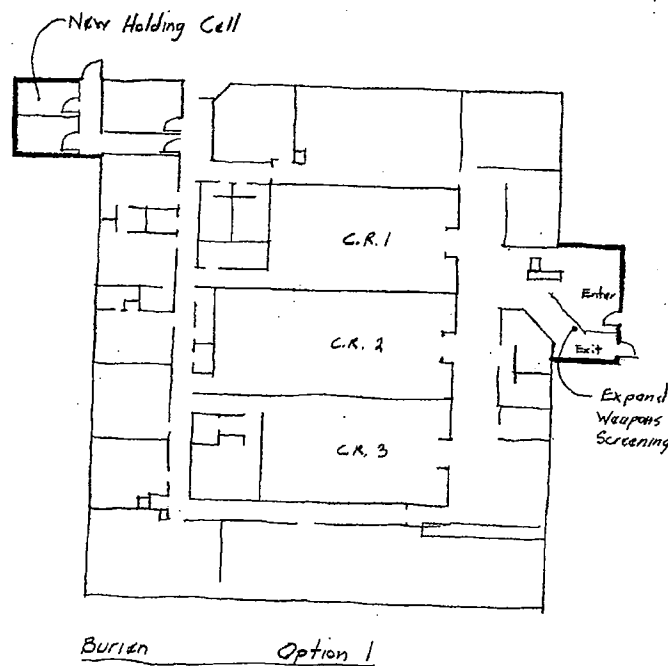 New Holding Cell
C.R. 1
Enter
C.R. 2
Exit
Expand
Weapons
Screening
C.R. 3
Burien Option 1